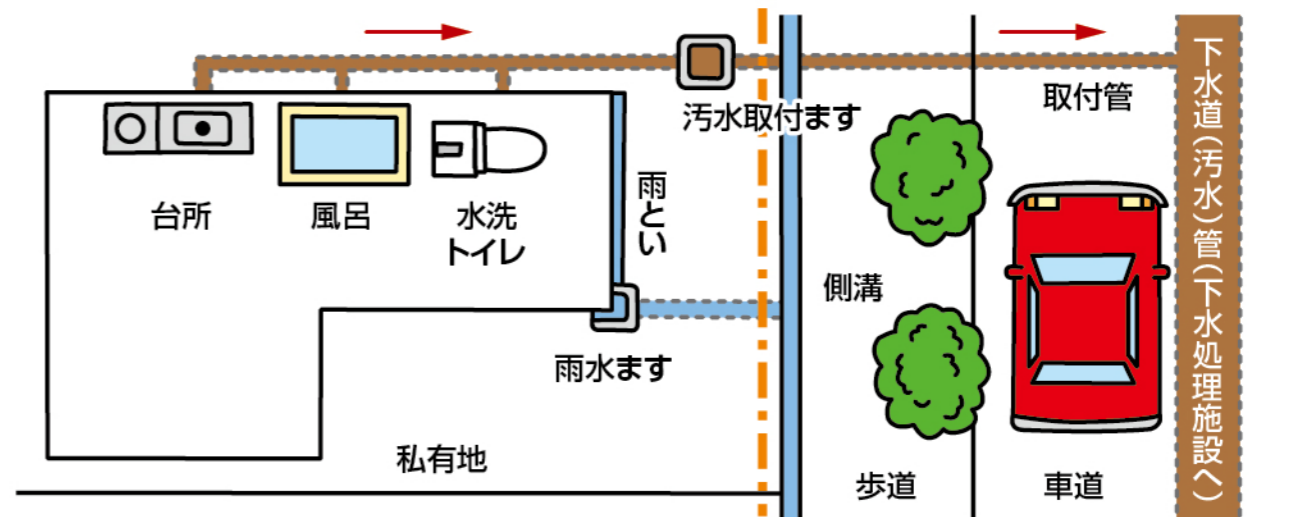 汚水取付ます
取付管
台所
風呂
水洗
トイレ
雨とい
側溝
雨水ます
私有地
歩道
車道
下水道(汚水)管(下水処理施設へ)